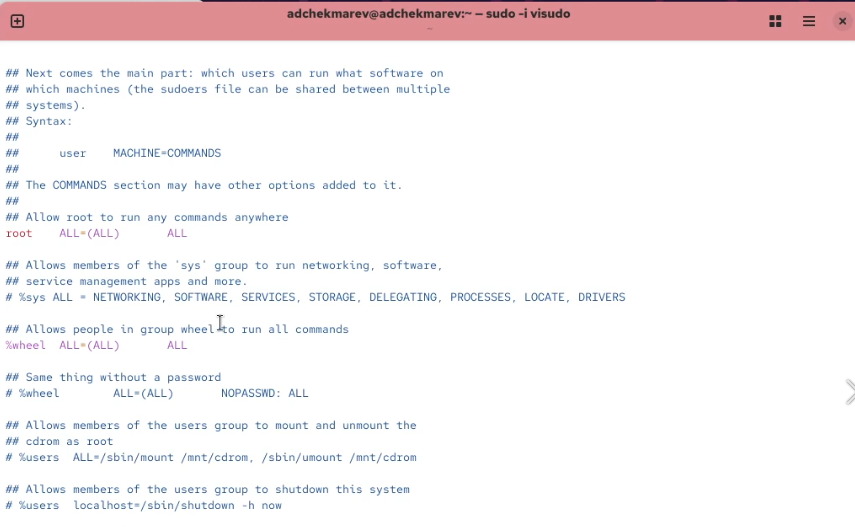 adchekmarev@adchekmarev:~ — sudo -i visudo
~
## Next comes the main part: which users can run what software on
## which machines (the sudoers file can be shared between multiple
## systems).
## Syntax:
##
##      user    MACHINE=COMMANDS
##
## The COMMANDS section may have other options added to it.
##
## Allow root to run any commands anywhere
root    ALL=(ALL)       ALL
## Allows members of the 'sys' group to run networking, software,
## service management apps and more.
# %sys ALL = NETWORKING, SOFTWARE, SERVICES, STORAGE, DELEGATING, PROCESSES, LOCATE, DRIVERS
## Allows people in group wheel to run all commands
%wheel  ALL=(ALL)       ALL
## Same thing without a password
# %wheel        ALL=(ALL)       NOPASSWD: ALL
## Allows members of the users group to mount and unmount the
## cdrom as root
# %users  ALL=/sbin/mount /mnt/cdrom, /sbin/umount /mnt/cdrom
## Allows members of the users group to shutdown this system
# %users  localhost=/sbin/shutdown -h now